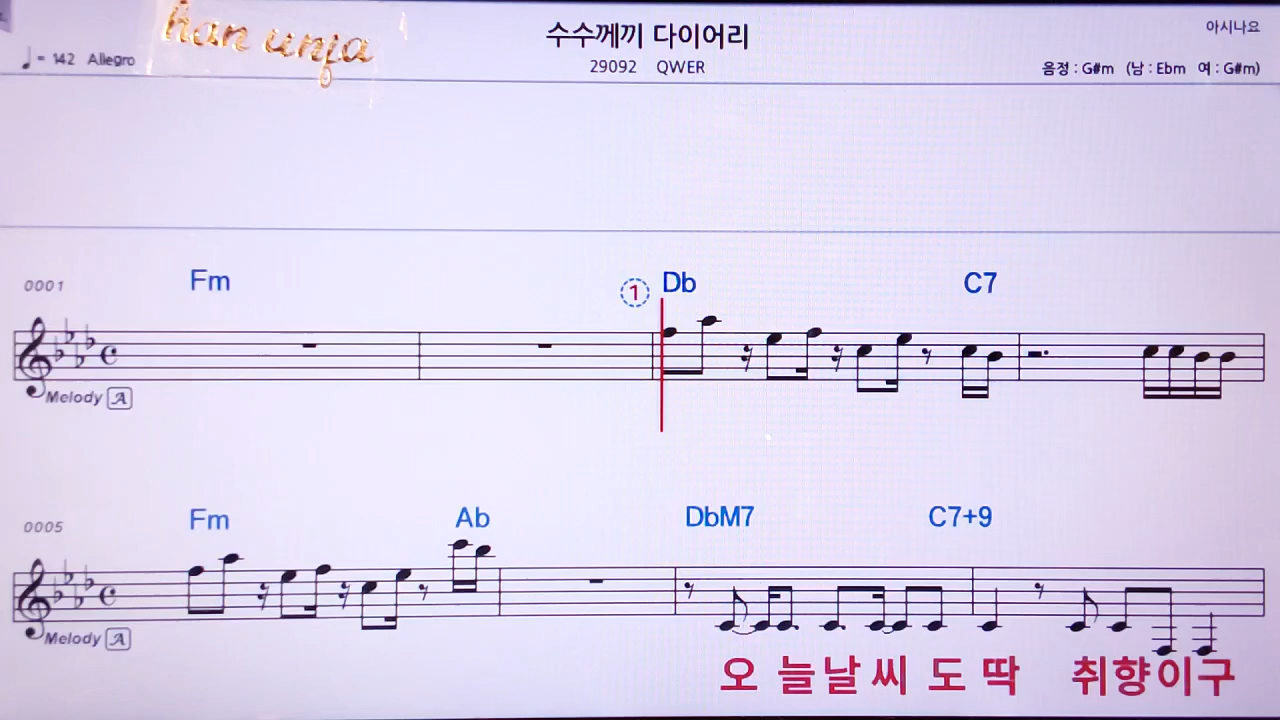 han unja
수수께끼 다이어리
아시나요
♩= 142 Allegro
29092 QWER
음정 : G#m (남 : Ebm 여 : G#m)
0001 Fm ① Db C7
Melody A
0005 Fm Ab DbM7 C7+9
Melody A
오 늘날 씨 도 딱 취향이구